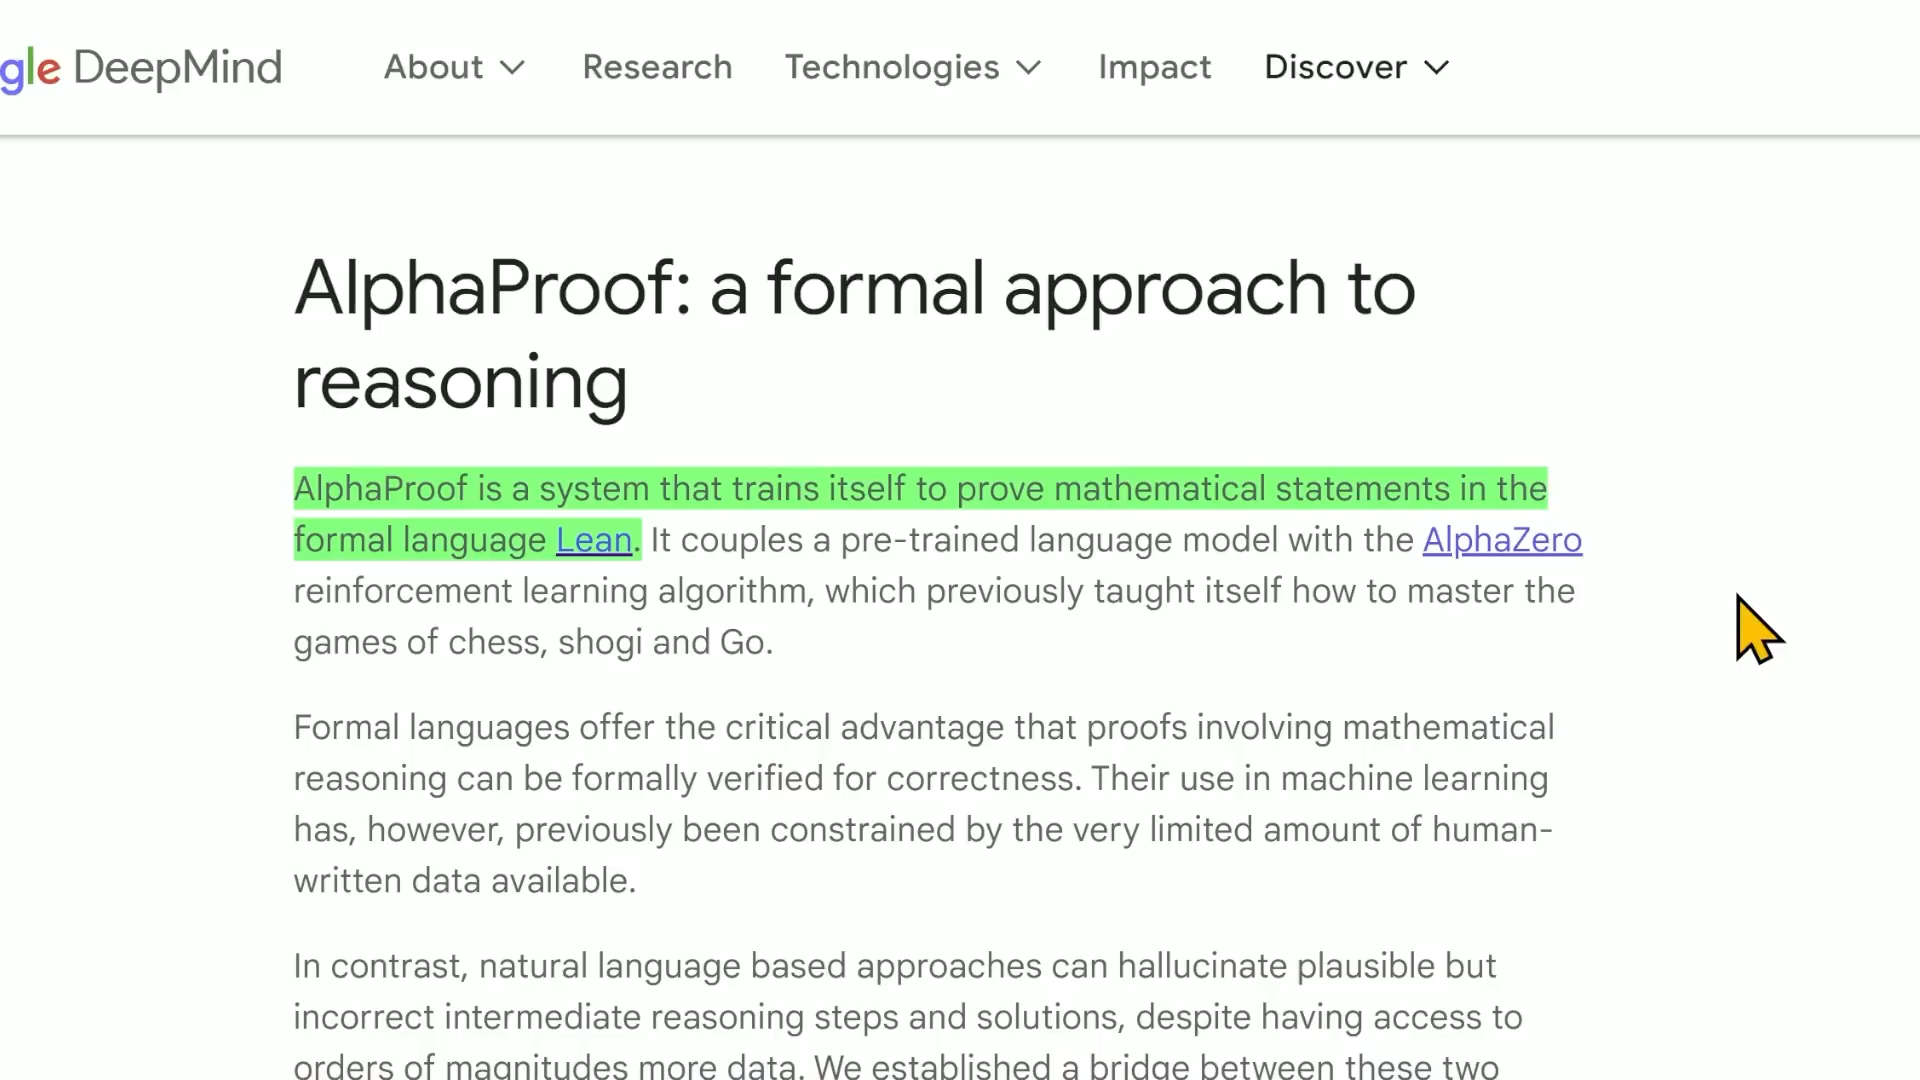 gle DeepMind About Research Technologies Impact Discover
AlphaProof: a formal approach to
reasoning
AlphaProof is a system that trains itself to prove mathematical statements in the
formal language Lean. It couples a pre-trained language model with the AlphaZero
reinforcement learning algorithm, which previously taught itself how to master the
games of chess, shogi and Go.
Formal languages offer the critical advantage that proofs involving mathematical
reasoning can be formally verified for correctness. Their use in machine learning
has, however, previously been constrained by the very limited amount of human-
written data available.
In contrast, natural language based approaches can hallucinate plausible but
incorrect intermediate reasoning steps and solutions, despite having access to
orders of magnitudes more data. We established a bridge between these two